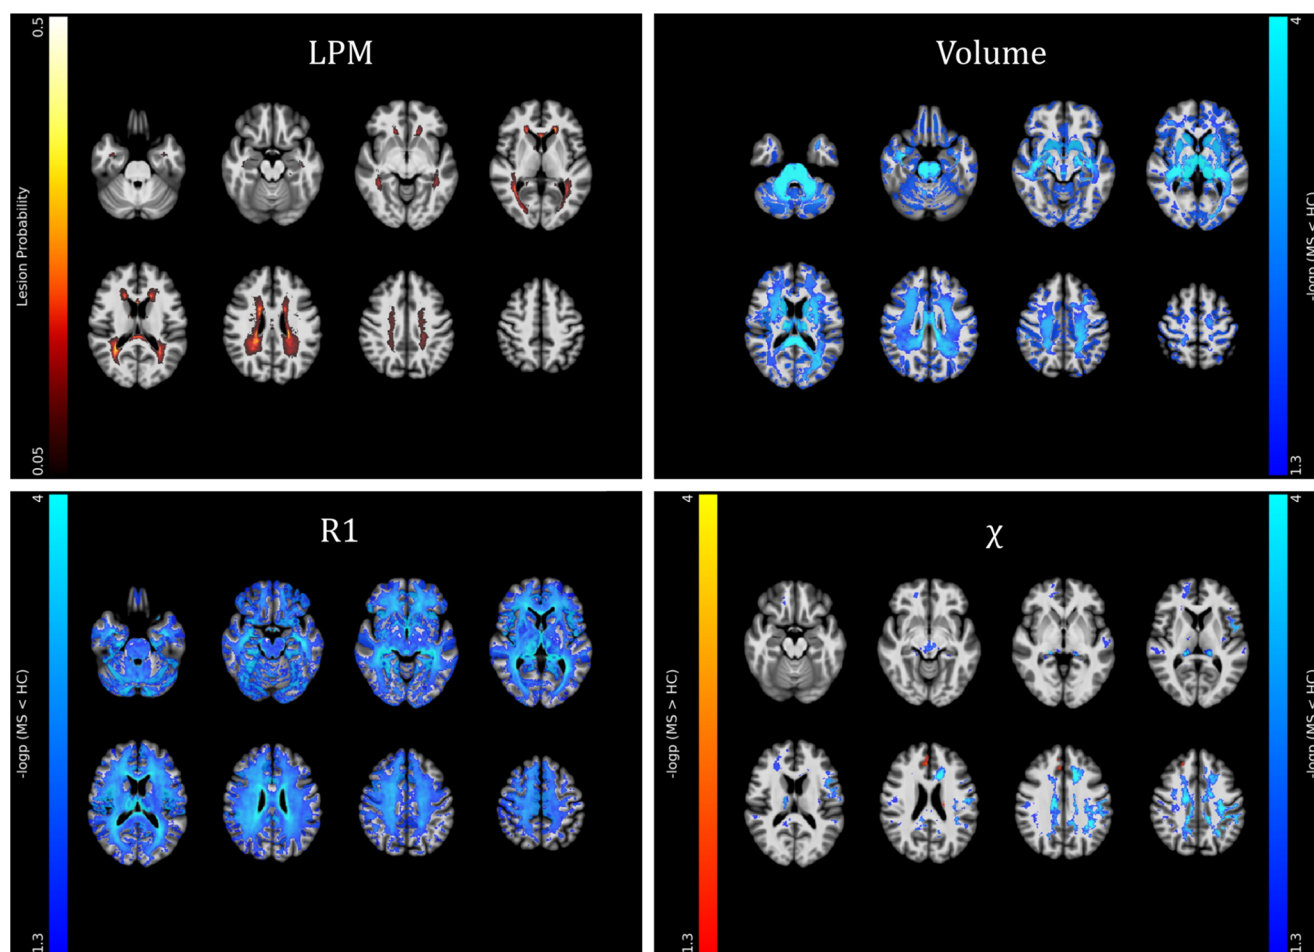 LPM
0.5
Lesion Probability
0.05
Volume
4
-logp (MS < HC)
1.3
R1
4
-logp (MS < HC)
1.3
χ
4
-logp (MS > HC)
1.3
4
-logp (MS < HC)
1.3